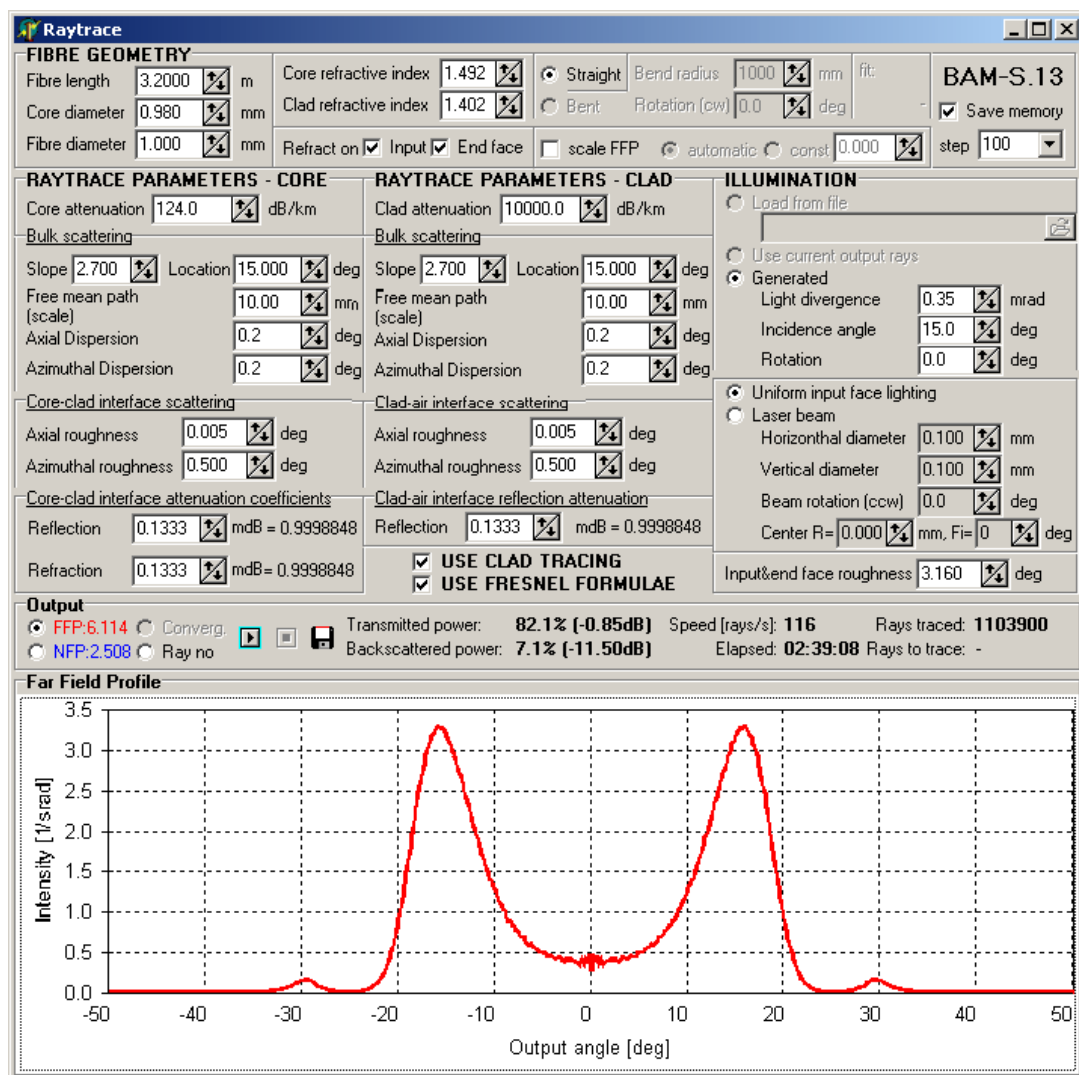 Raytrace
FIBRE GEOMETRY
Fibre length 3.2000 m
Core diameter 0.980 mm
Fibre diameter 1.000 mm
Core refractive index 1.492
Clad refractive index 1.402
Refract on Input End face
Straight Bend radius 1000 mm
Bent Rotation (cw) 0.0 deg
fit:
-
scale FFP automatic const 0.000
BAM-S.13
Save memory
step 100
RAYTRACE PARAMETERS - CORE
Core attenuation 124.0 dB/km
Bulk scattering
Slope 2.700 Location 15.000 deg
Free mean path 10.00 mm
(scale)
Axial Dispersion 0.2 deg
Azimuthal Dispersion 0.2 deg
Core-clad interface scattering
Axial roughness 0.005 deg
Azimuthal roughness 0.500 deg
Core-clad interface attenuation coefficients
Reflection 0.1333 mdB = 0.9998848
Refraction 0.1333 mdB= 0.9998848
RAYTRACE PARAMETERS - CLAD
Clad attenuation 10000.0 dB/km
Bulk scattering
Slope 2.700 Location 15.000 deg
Free mean path 10.00 mm
(scale)
Axial Dispersion 0.2 deg
Azimuthal Dispersion 0.2 deg
Clad-air interface scattering
Axial roughness 0.005 deg
Azimuthal roughness 0.500 deg
Clad-air interface reflection attenuation
Reflection 0.1333 mdB = 0.9998848
USE CLAD TRACING
USE FRESNEL FORMULAE
ILLUMINATION
Load from file
Use current output rays
Generated
Light divergence 0.35 mrad
Incidence angle 15.0 deg
Rotation 0.0 deg
Uniform input face lighting
Laser beam
Horizonthal diameter 0.100 mm
Vertical diameter 0.100 mm
Beam rotation (ccw) 0.0 deg
Center R= 0.000 mm, Fi= 0 deg
Input&end face roughness 3.160 deg
Output
FFP:6.114 Converg.
NFP:2.508 Ray no
Transmitted power: 82.1% (-0.85dB) Speed [rays/s]: 116 Rays traced: 1103900
Backscattered power: 7.1% (-11.50dB) Elapsed: 02:39:08 Rays to trace: -
Far Field Profile
Intensity [1/srad]
3.5
3.0
2.5
2.0
1.5
1.0
0.5
0.0
-50 -40 -30 -20 -10 0 10 20 30 40 50
Output angle [deg]